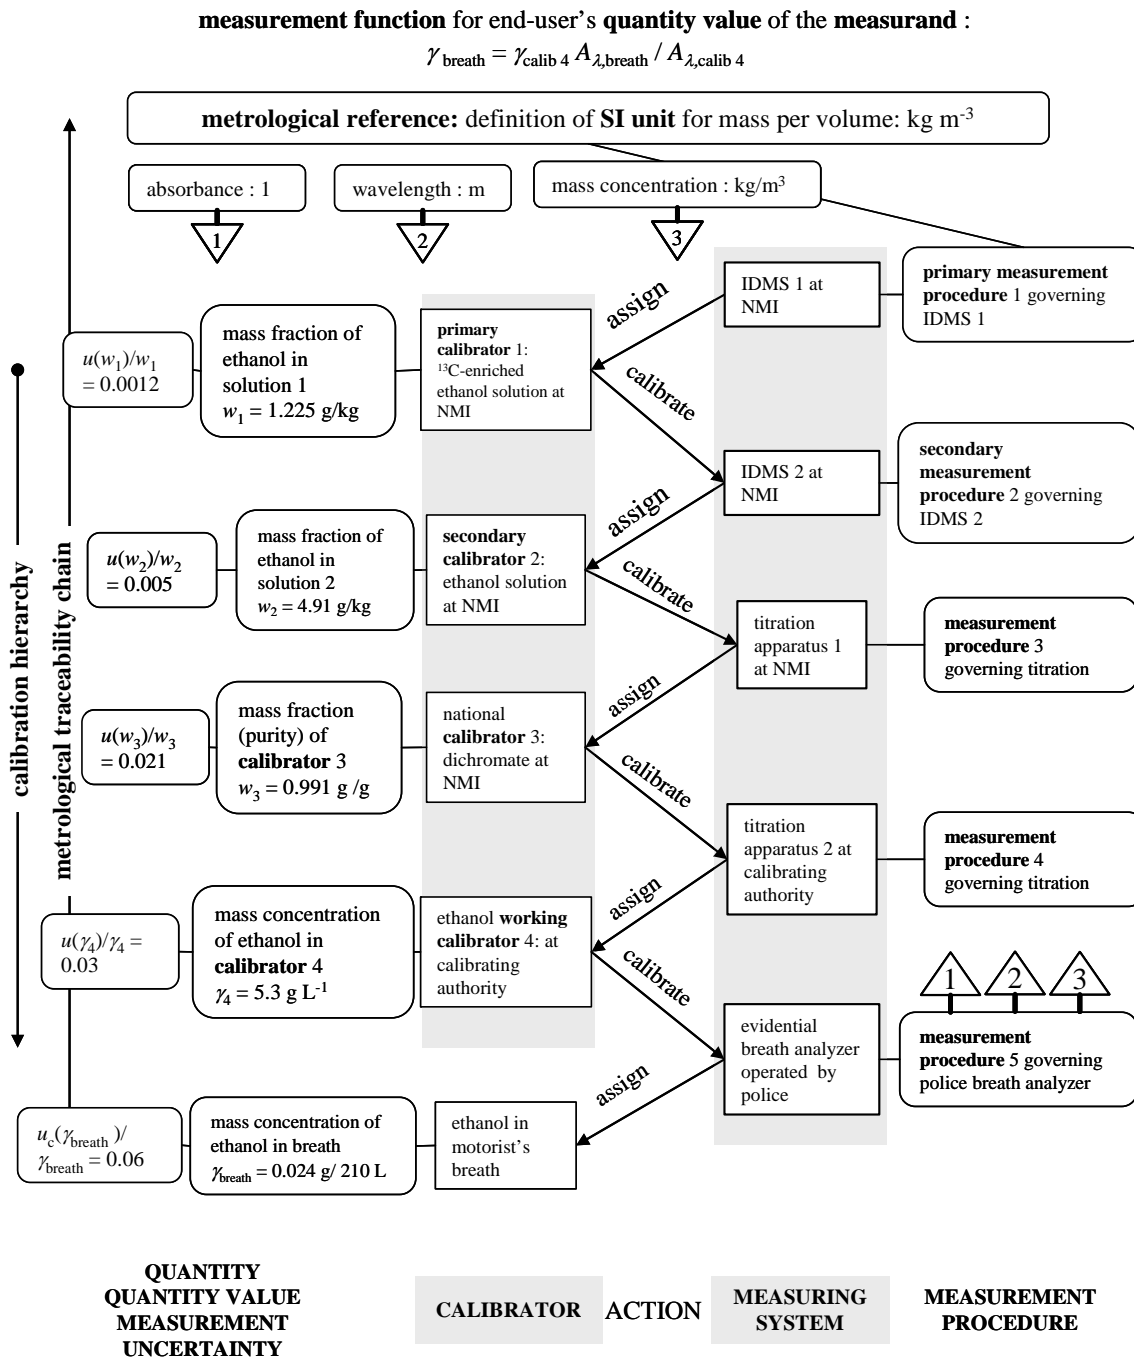 measurement function for end-user's quantity value of the measurand :
γ breath = γ calib 4 A λ,breath / A λ,calib 4
metrological reference: definition of SI unit for mass per volume: kg m-3
absorbance : 1
wavelength : m
mass concentration : kg/m3
1
2
3
calibration hierarchy
metrological traceability chain
IDMS 1 at
NMI
primary measurement
procedure 1 governing
IDMS 1
assign
u(w1)/w1
= 0.0012
mass fraction of
ethanol in
solution 1
w1 = 1.225 g/kg
primary
calibrator 1:
13C-enriched
ethanol solution at
NMI
calibrate
IDMS 2 at
NMI
secondary
measurement
procedure 2 governing
IDMS 2
assign
u(w2)/w2
= 0.005
mass fraction of
ethanol in
solution 2
w2 = 4.91 g/kg
secondary
calibrator 2:
ethanol solution
at NMI
calibrate
titration
apparatus 1
at NMI
measurement
procedure 3
governing titration
assign
u(w3)/w3
= 0.021
mass fraction
(purity) of
calibrator 3
w3 = 0.991 g /g
national
calibrator 3:
dichromate at
NMI
calibrate
titration
apparatus 2 at
calibrating
authority
measurement
procedure 4
governing titration
assign
u(γ4)/γ4 =
0.03
mass concentration
of ethanol in
calibrator 4
γ4 = 5.3 g L-1
ethanol working
calibrator 4: at
calibrating
authority
calibrate
1
2
3
evidential
breath analyzer
operated by
police
measurement
procedure 5 governing
police breath analyzer
assign
uc(γbreath )/
γbreath = 0.06
mass concentration of
ethanol in breath
γbreath = 0.024 g/ 210 L
ethanol in
motorist's
breath
QUANTITY
QUANTITY VALUE
MEASUREMENT
UNCERTAINTY
CALIBRATOR
ACTION
MEASURING
SYSTEM
MEASUREMENT
PROCEDURE